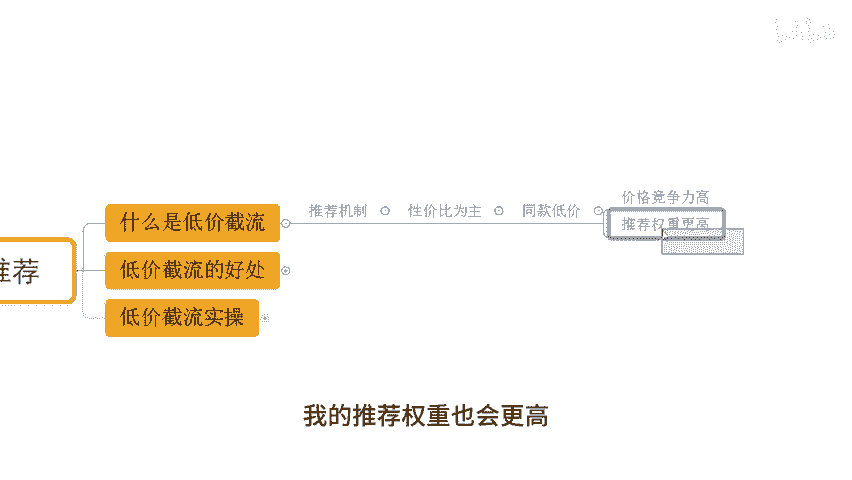 什么是低价截流
推荐机制
性价比为主
同款低价
价格竞争力高
推荐权重更高
推荐
低价截流的好处
低价截流实操
我的推荐权重也会更高